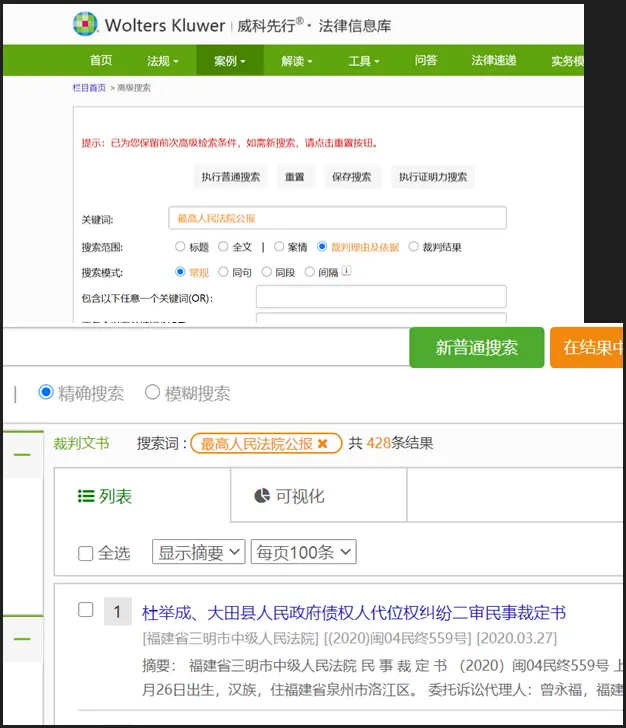 Wolters Kluwer | 威科先行®· 法律信息库
首页 法规 案例 解读 工具 问答 法律速递 实务模
栏目首页 > 高级搜索
提示：已为您保留前次高级检索条件，如需新搜索，请点击重置按钮。
执行普通搜索 重置 保存搜索 执行证明力搜索
关键词: 最高人民法院公报
搜索范围: 标题 全文 | 案情 裁判理由及依据 裁判结果
搜索模式: 常规 同句 同段 间隔
包含以下任意一个关键词(OR):
新普通搜索 在结果中
| 精确搜索 模糊搜索
裁判文书 搜索词 : 最高人民法院公报 ✖ 共 428条结果
列表 可视化
全选 显示摘要 每页100条
1 杜举成、大田县人民政府债权人代位权纠纷二审民事裁定书
[福建省三明市中级人民法院] [(2020)闽04民终559号] [2020.03.27]
摘要： 福建省三明市中级人民法院 民 事 裁 定 书 （2020）闽04民终559号 上
月26日出生，汉族，住福建省泉州市洛江区。 委托诉讼代理人：曾永福，福建